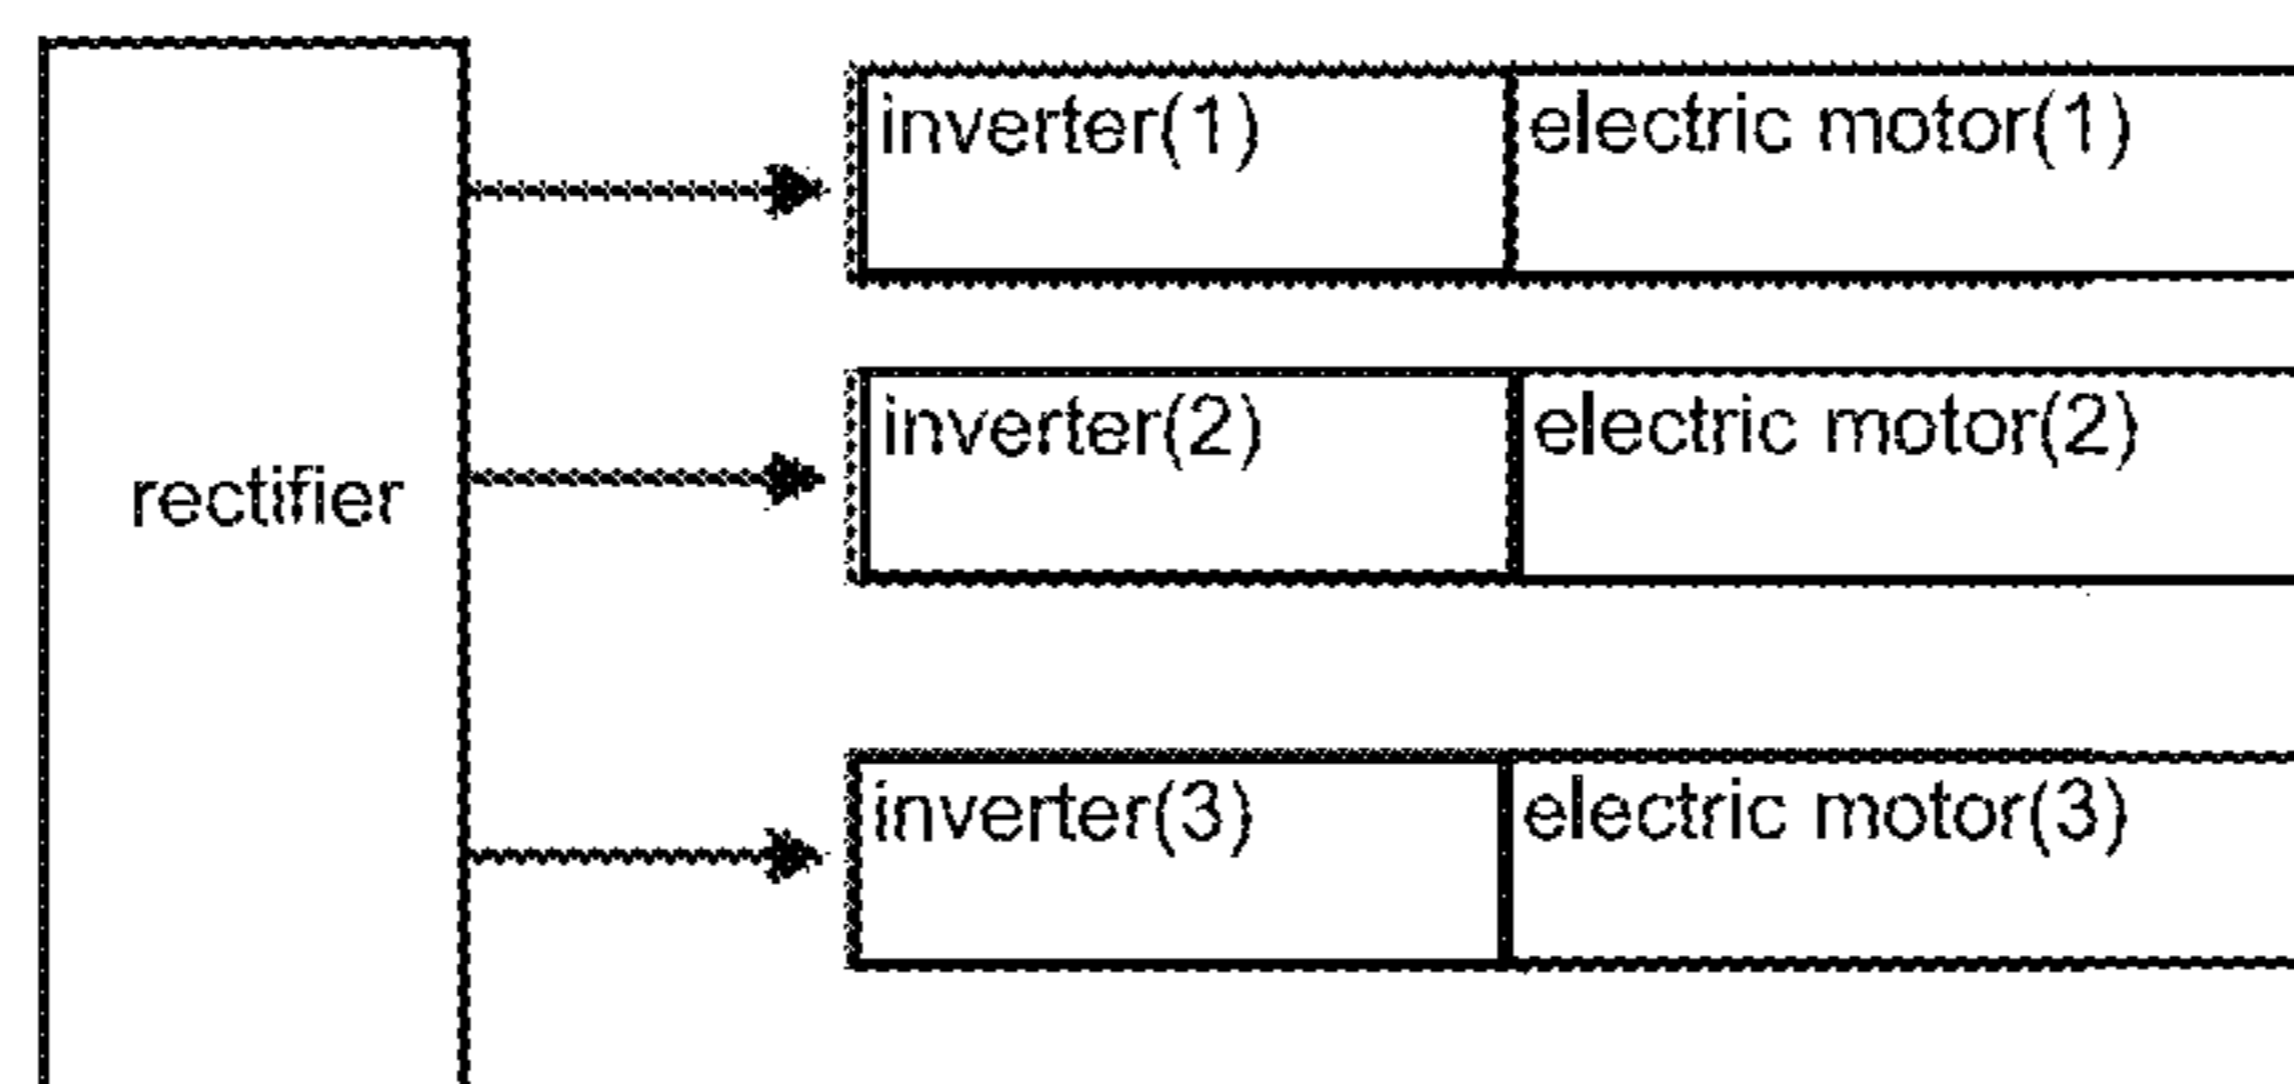 inverter(1) electric motor(1)
inverter(2) electric motor(2)
rectifier
inverter(3) electric motor(3)